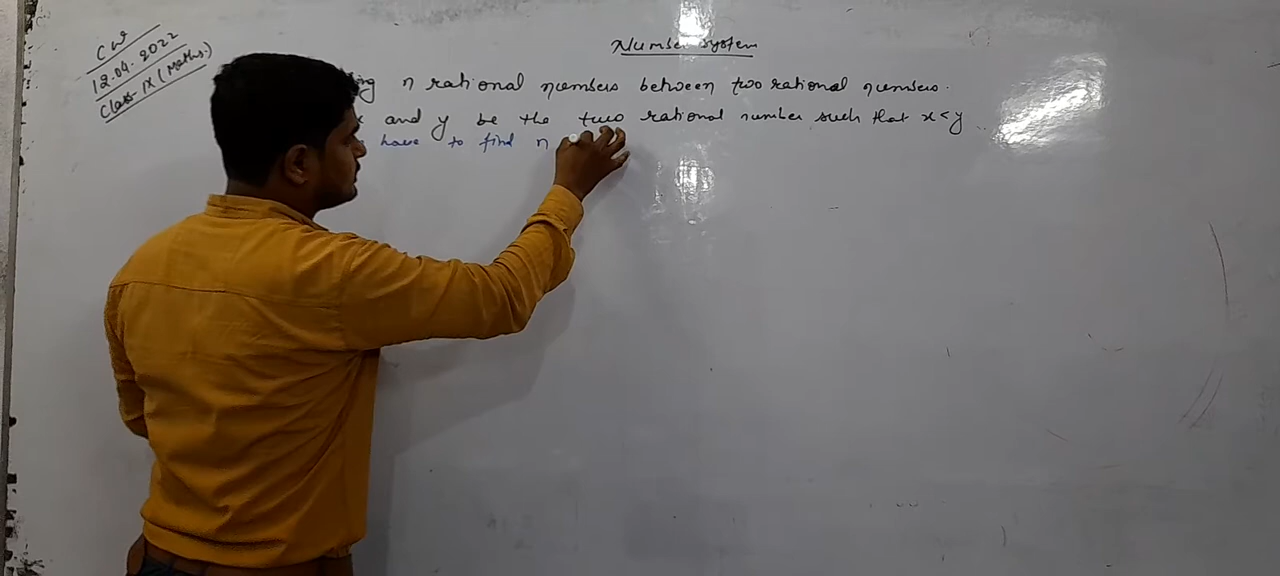 CW
12.04.2022
Class-IX (Maths.)
Number system
ing n rational numbers between two rational numbers.
x and y be the two rational number such that x < y
have to find n